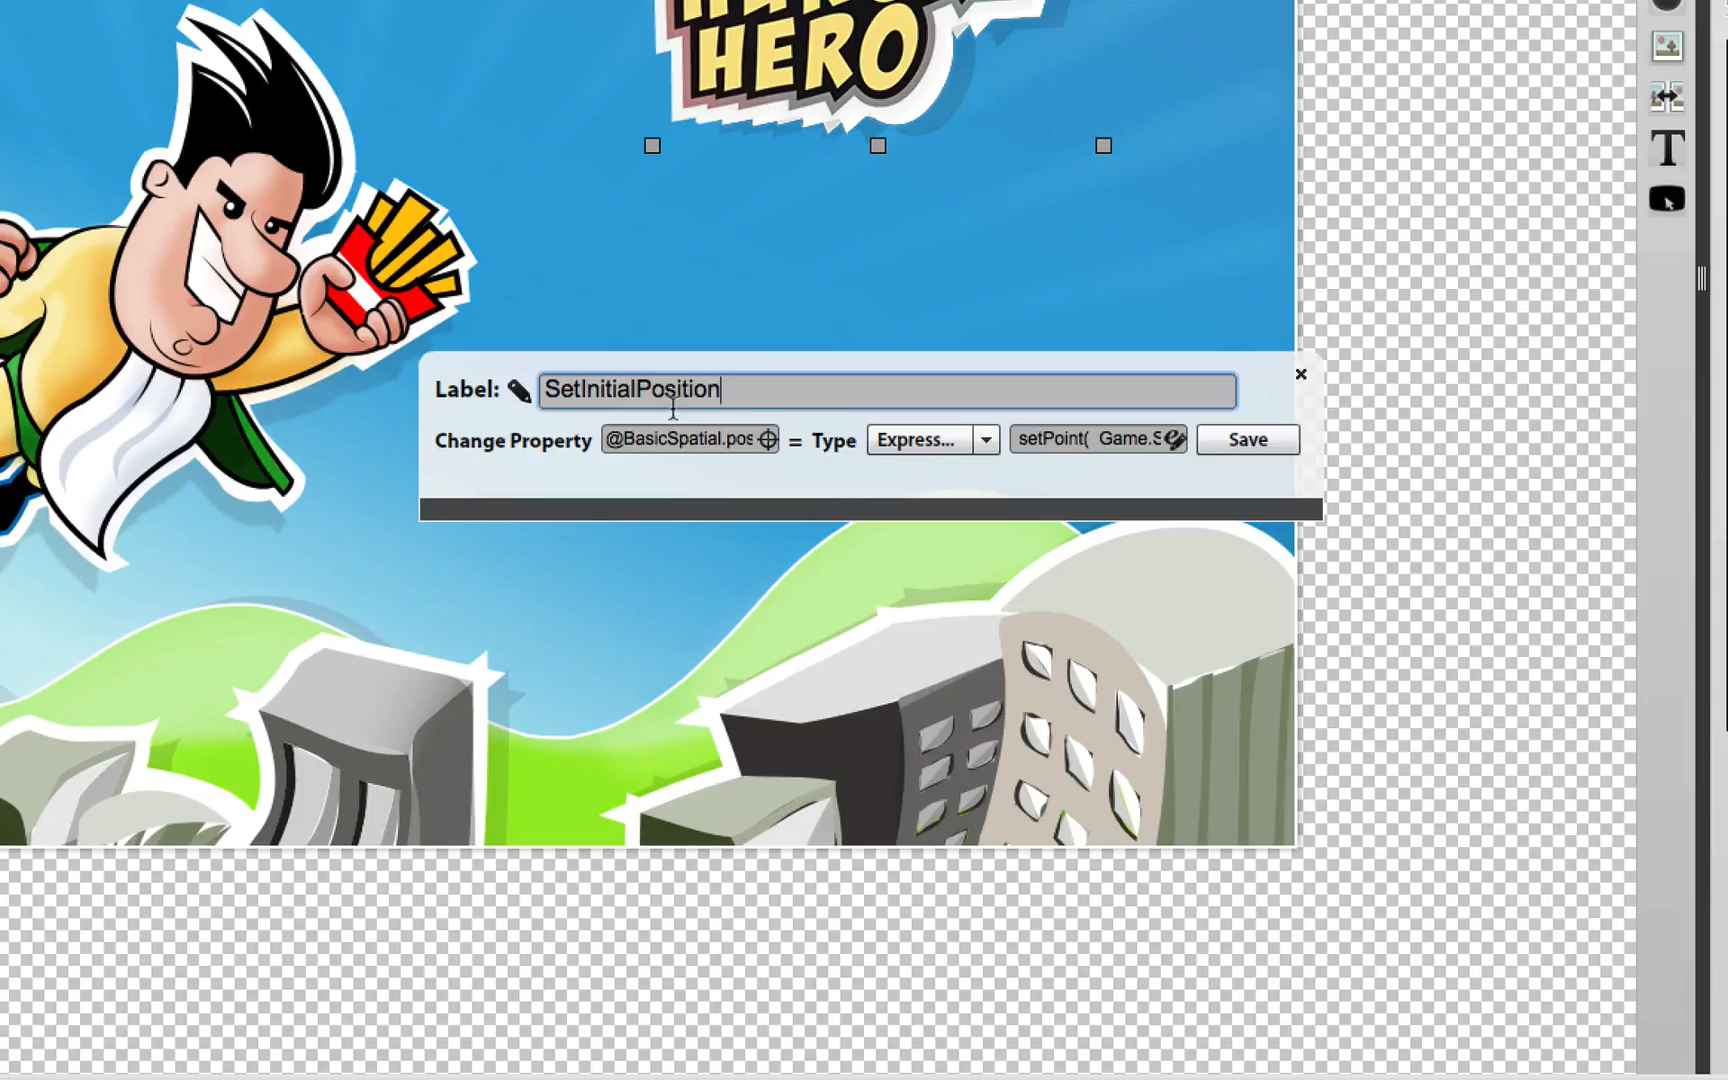 HERO
Label: SetInitialPosition
Change Property @BasicSpatial.pos = Type Express... setPoint( Game.S Save
T